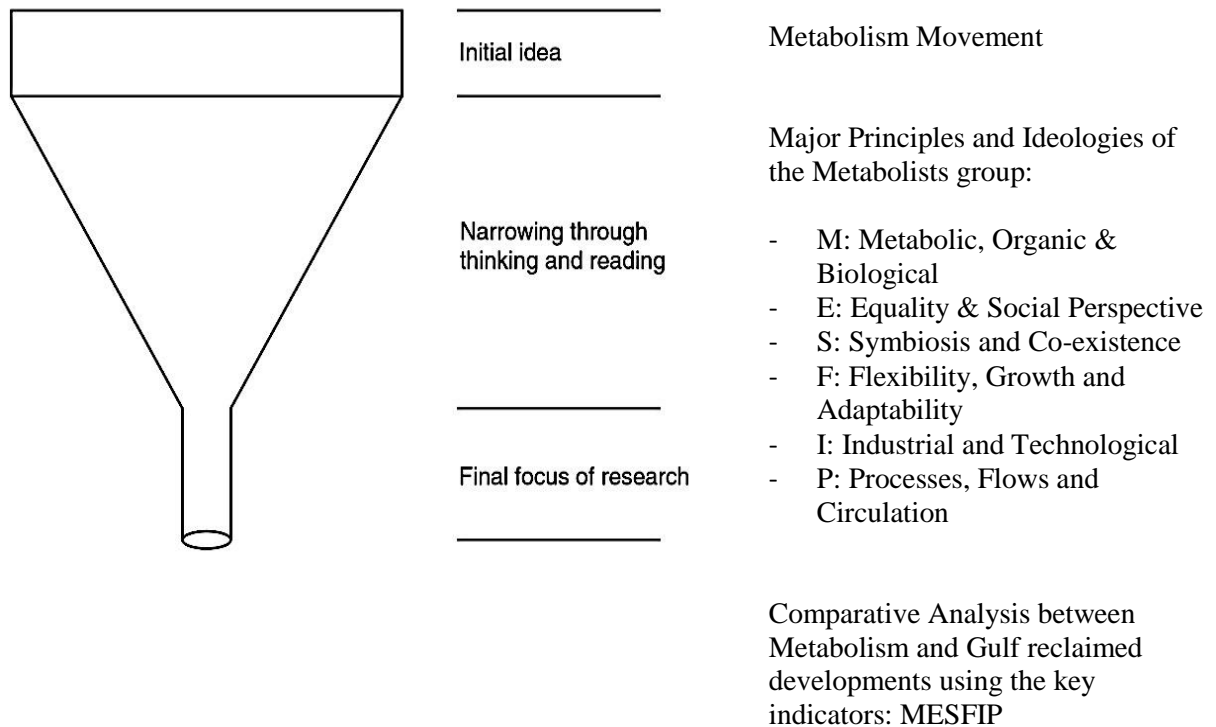 Initial idea
Narrowing through
thinking and reading
Final focus of research
Metabolism Movement
Major Principles and Ideologies of
the Metabolists group:
- M: Metabolic, Organic &
Biological
- E: Equality & Social Perspective
- S: Symbiosis and Co-existence
- F: Flexibility, Growth and
Adaptability
- I: Industrial and Technological
- P: Processes, Flows and
Circulation
Comparative Analysis between
Metabolism and Gulf reclaimed
developments using the key
indicators: MESFIP